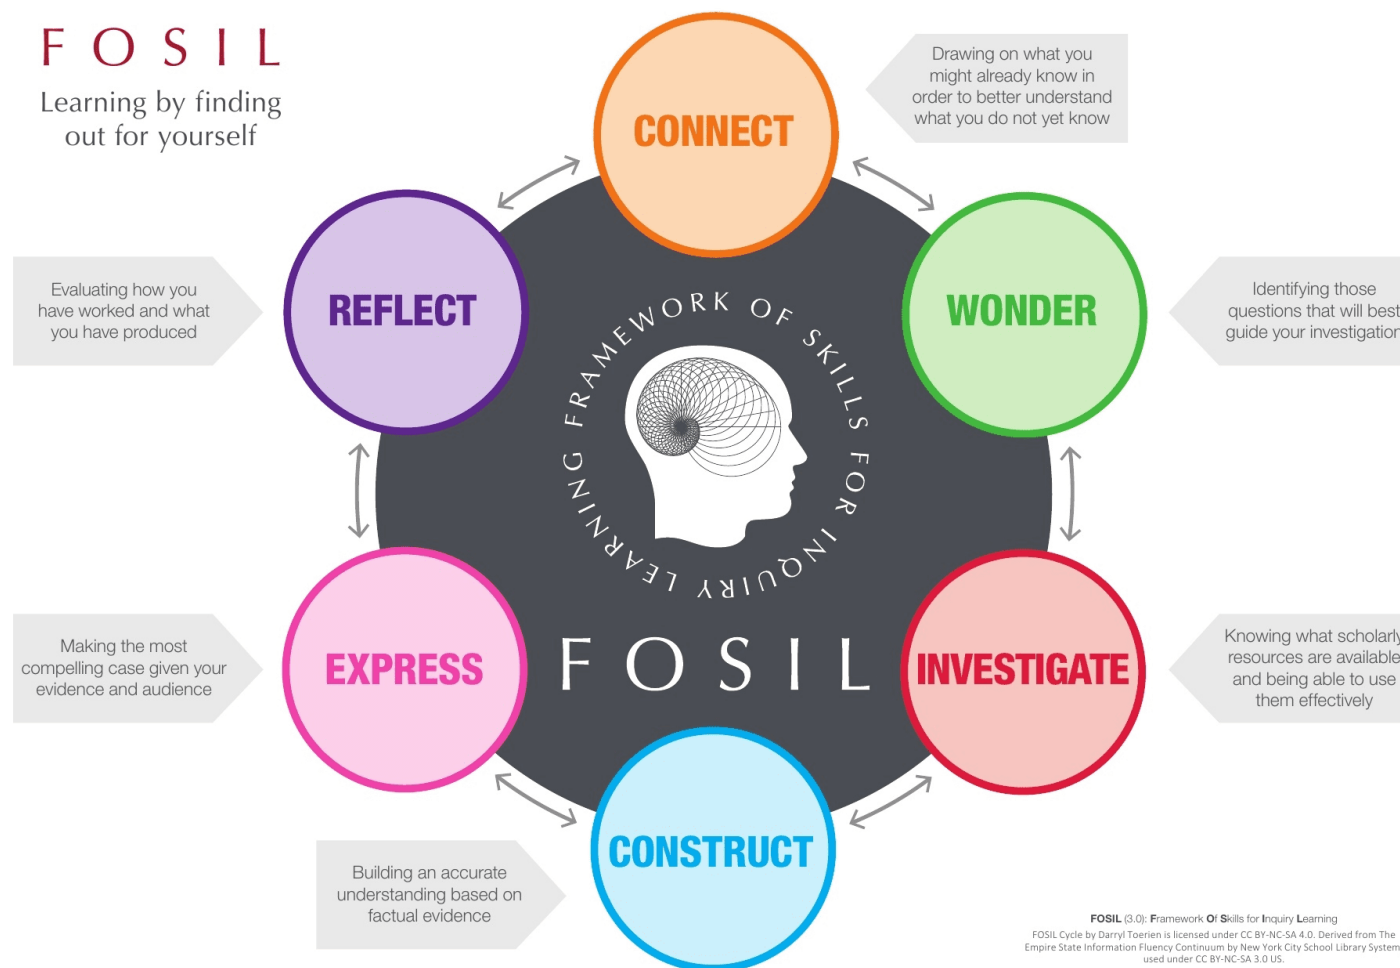 FOSIL
Learning by finding
out for yourself
CONNECT
Drawing on what you
might already know in
order to better understand
what you do not yet know
WONDER
Identifying those
questions that will best
guide your investigation
INVESTIGATE
Knowing what scholarly
resources are available
and being able to use
them effectively
CONSTRUCT
Building an accurate
understanding based on
factual evidence
EXPRESS
Making the most
compelling case given your
evidence and audience
REFLECT
Evaluating how you
have worked and what
you have produced
FRAMEWORK OF SKILLS FOR INQUIRY LEARNING
FOSIL
FOSIL (3.0): Framework Of Skills for Inquiry Learning
FOSIL Cycle by Darryl Toerien is licensed under CC BY-NC-SA 4.0. Derived from The
Empire State Information Fluency Continuum by New York City School Library System
used under CC BY-NC-SA 3.0 US.